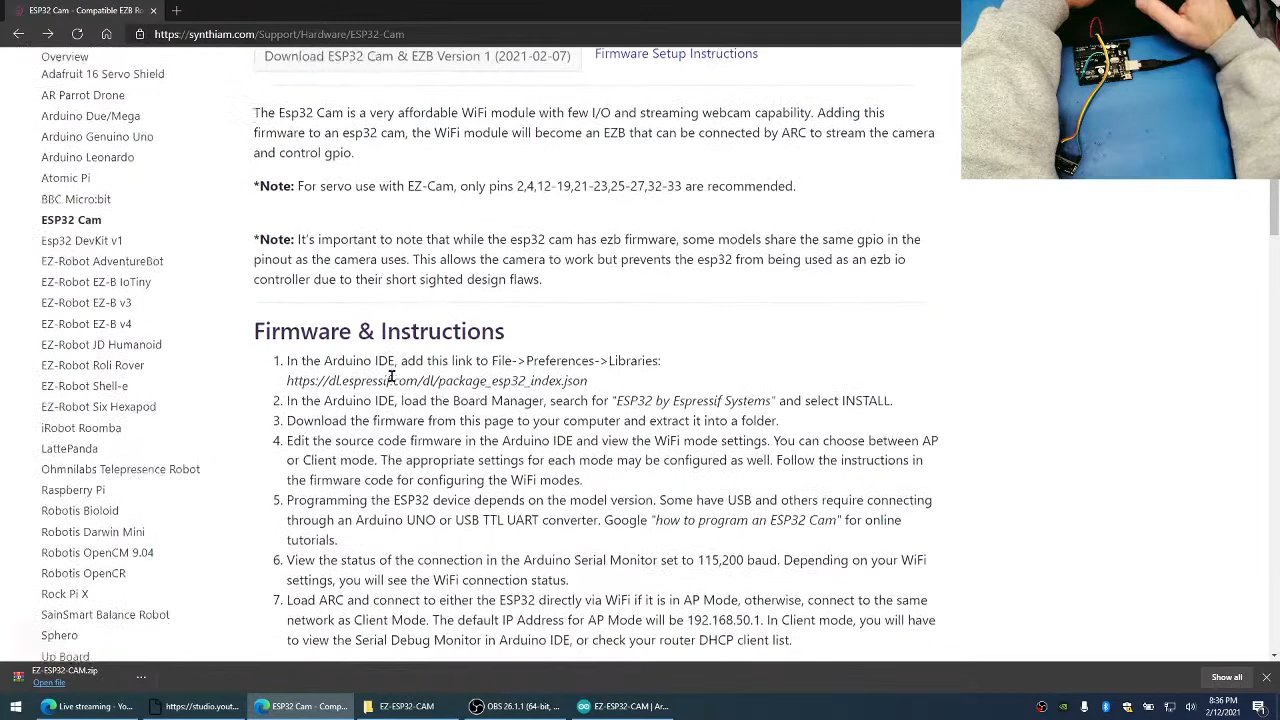 ESP32 Cam - Compatible EZB Ro
https://synthiam.com/Support/Hardware/ESP32-Cam
Overview
Adafruit 16 Servo Shield
AR Parrot Drone
Arduino Due/Mega
Arduino Genuino Uno
Arduino Leonardo
Atomic Pi
BBC Micro:bit
ESP32 Cam
Esp32 DevKit v1
EZ-Robot AdventureBot
EZ-Robot EZ-B IoTiny
EZ-Robot EZ-B v3
EZ-Robot EZ-B v4
EZ-Robot JD Humanoid
EZ-Robot Roli Rover
EZ-Robot Shell-e
EZ-Robot Six Hexapod
iRobot Roomba
LattePanda
Ohmnilabs Telepresence Robot
Raspberry Pi
Robotis Bioloid
Robotis Darwin Mini
Robotis OpenCM 9.04
Robotis OpenCR
Rock Pi X
SainSmart Balance Robot
Sphero
Up Board
Download ESP32 Cam & EZB Version 1 (2021-02-07)
Firmware Setup Instructions
The Esp32 Cam is a very affordable WiFi module with few I/O and streaming webcam capability. Adding this
firmware to an esp32 cam, the WiFi module will become an EZB that can be connected by ARC to stream the camera
and control gpio.
*Note: For servo use with EZ-Cam, only pins 2,4,12-19,21-23,25-27,32-33 are recommended.
*Note: It's important to note that while the esp32 cam has ezb firmware, some models share the same gpio in the
pinout as the camera uses. This allows the camera to work but prevents the esp32 from being used as an ezb io
controller due to their short sighted design flaws.
Firmware & Instructions
1. In the Arduino IDE, add this link to File->Preferences->Libraries:
https://dl.espressif.com/dl/package_esp32_index.json
2. In the Arduino IDE, load the Board Manager, search for "ESP32 by Espressif Systems" and select INSTALL.
3. Download the firmware from this page to your computer and extract it into a folder.
4. Edit the source code firmware in the Arduino IDE and view the WiFi mode settings. You can choose between AP
or Client mode. The appropriate settings for each mode may be configured as well. Follow the instructions in
the firmware code for configuring the WiFi modes.
5. Programming the ESP32 device depends on the model version. Some have USB and others require connecting
through an Arduino UNO or USB TTL UART converter. Google "how to program an ESP32 Cam" for online
tutorials.
6. View the status of the connection in the Arduino Serial Monitor set to 115,200 baud. Depending on your WiFi
settings, you will see the WiFi connection status.
7. Load ARC and connect to either the ESP32 directly via WiFi if it is in AP Mode, otherwise, connect to the same
network as Client Mode. The default IP Address for AP Mode will be 192.168.50.1. In Client mode, you will have
to view the Serial Debug Monitor in Arduino IDE, or check your router DHCP client list.
EZ-ESP32-CAM.zip
Open file
...
Show all
Live streaming - Yo...
https://studio.yout...
ESP32 Cam - Comp...
EZ-ESP32-CAM
OBS 26.1.1 (64-bit, ...
EZ-ESP32-CAM | Ar...
8:36 PM
2/12/2021